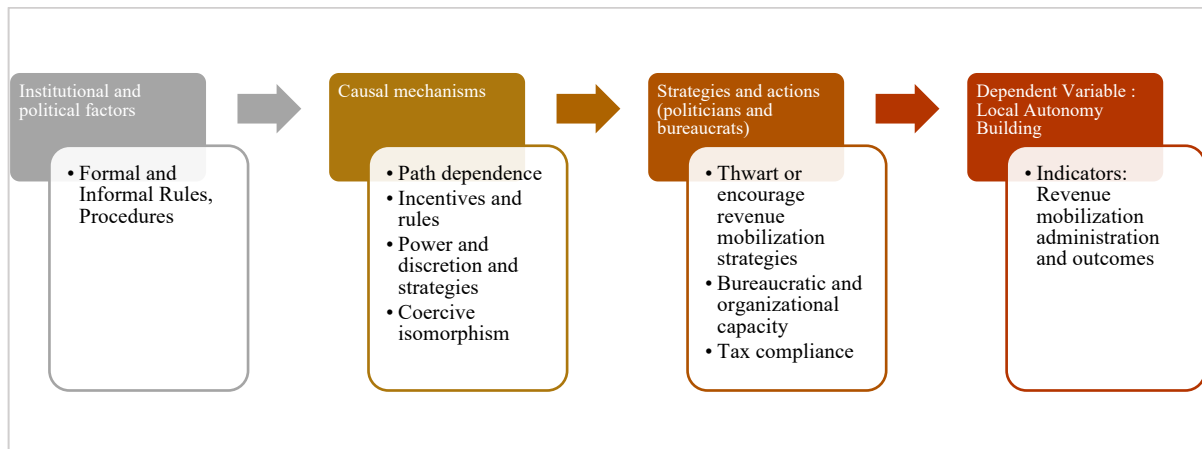 Institutional and
political factors
• Formal and
Informal Rules,
Procedures
Causal mechanisms
• Path dependence
• Incentives and
rules
• Power and
discretion and
strategies
• Coercive
isomorphism
Strategies and actions
(politicians and
bureaucrats)
• Thwart or
encourage
revenue
mobilization
strategies
• Bureaucratic and
organizational
capacity
• Tax compliance
Dependent Variable :
Local Autonomy
Building
• Indicators:
Revenue
mobilization
administration
and outcomes